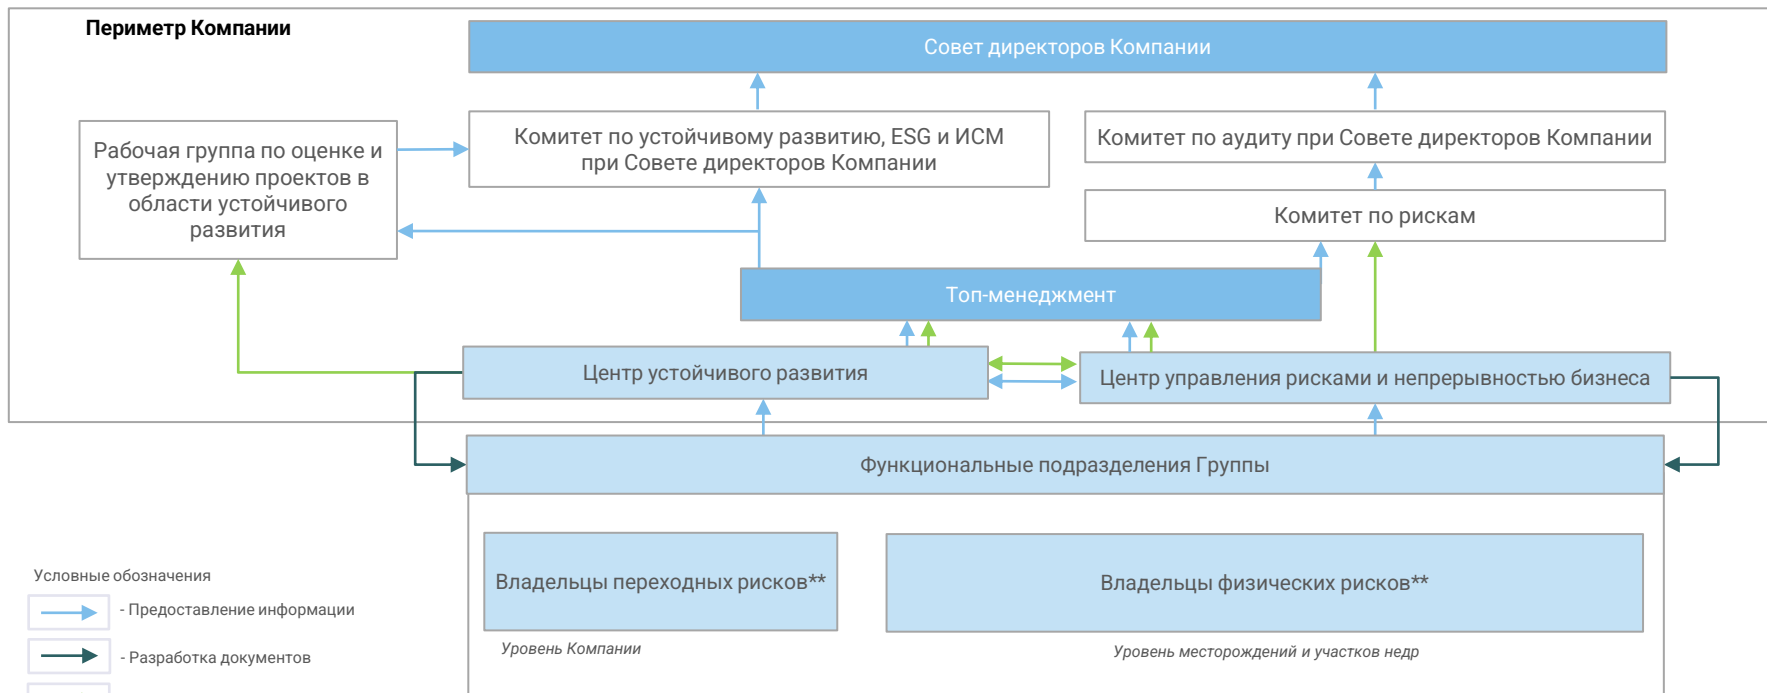 Периметр Компании
Совет директоров Компании
Рабочая группа по оценке и
утверждению проектов в
области устойчивого
развития
Комитет по устойчивому развитию, ESG и ИСМ
при Совете директоров Компании
Комитет по аудиту при Совете директоров Компании
Комитет по рискам
Топ-менеджмент
Центр устойчивого развития
Центр управления рисками и непрерывностью бизнеса
Функциональные подразделения Группы
Владельцы переходных рисков**
Владельцы физических рисков**
Уровень Компании
Уровень месторождений и участков недр
Условные обозначения
- Предоставление информации
- Разработка документов